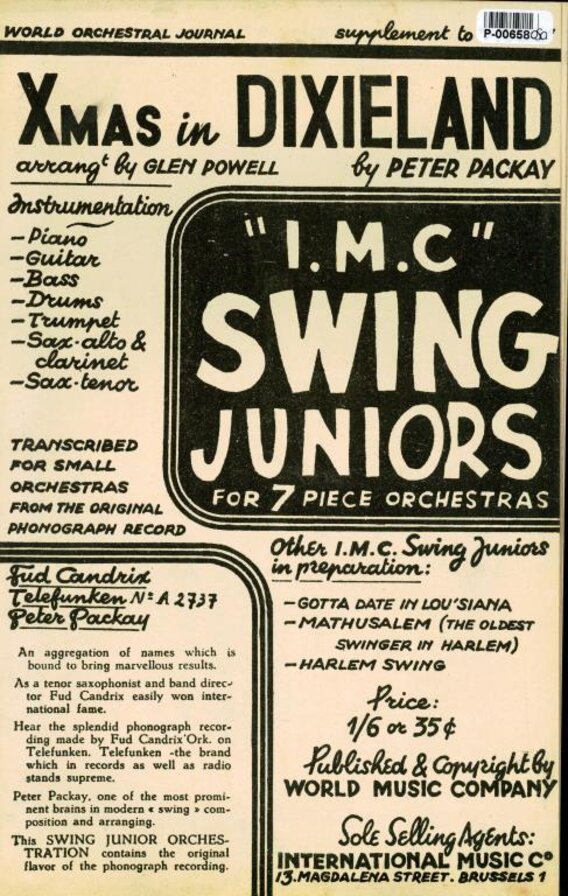 WORLD ORCHESTRAL JOURNAL
supplement to
P-00658
Xmas in DIXIELAND
arrangt by GLEN POWELL
by PETER PACKAY
Instrumentation
-Piano
-Guitar
-Bass
-Drums
-Trumpet
-Sax-alto &
clarinet
-Sax-tenor
TRANSCRIBED
FOR SMALL
ORCHESTRAS
FROM THE ORIGINAL
PHONOGRAPH RECORD
"I.M.C"
SWING
JUNIORS
FOR 7 PIECE ORCHESTRAS
Fud Candrix
Telefunken No A 2737
Peter Packay
An aggregation of names which is
bound to bring marvellous results.
As a tenor saxophonist and band direc-
tor Fud Candrix easily won inter-
national fame.
Hear the splendid phonograph recor-
ding made by Fud Candrix'Ork. on
Telefunken. Telefunken -the brand
which in records as well as radio
stands supreme.
Peter Packay, one of the most promi-
nent brains in modern « swing » com-
position and arranging.
This SWING JUNIOR ORCHES-
TRATION contains the original
flavor of the phonograph recording.
Other I.M.C. Swing Juniors
in preparation:
-GOTTA DATE IN LOU'SIANA
-MATHUSALEM (THE OLDEST
SWINGER IN HARLEM)
-HARLEM SWING
Price:
1/6 or 35¢
Published & Copyright by
WORLD MUSIC COMPANY
Sole Selling Agents:
INTERNATIONAL MUSIC Co
13.MAGDALENA STREET. BRUSSELS 1